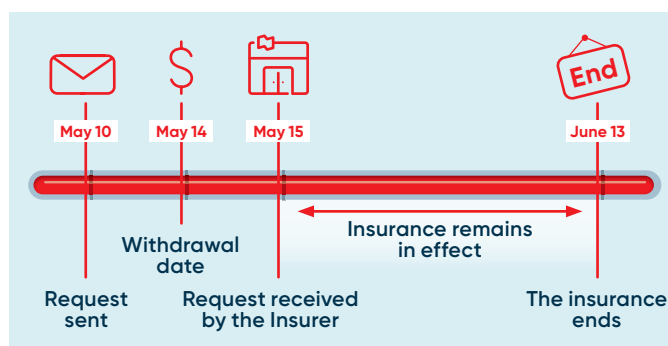 End
May 10
May 14
May 15
June 13
Insurance remains
in effect
Withdrawal
date
Request
sent
Request received
by the Insurer
The insurance
ends